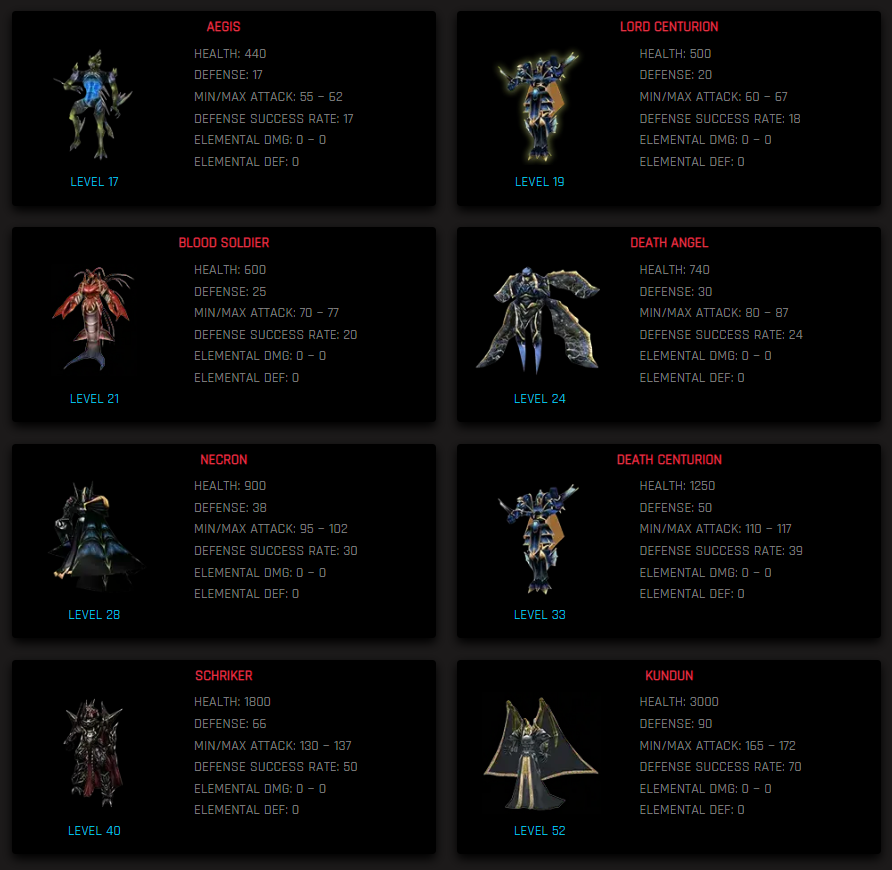 AEGIS
HEALTH: 440
DEFENSE: 17
MIN/MAX ATTACK: 55 – 62
DEFENSE SUCCESS RATE: 17
ELEMENTAL DMG: 0 – 0
ELEMENTAL DEF: 0
LEVEL 17
LORD CENTURION
HEALTH: 500
DEFENSE: 20
MIN/MAX ATTACK: 60 – 67
DEFENSE SUCCESS RATE: 18
ELEMENTAL DMG: 0 – 0
ELEMENTAL DEF: 0
LEVEL 19
BLOOD SOLDIER
HEALTH: 600
DEFENSE: 25
MIN/MAX ATTACK: 70 – 77
DEFENSE SUCCESS RATE: 20
ELEMENTAL DMG: 0 – 0
ELEMENTAL DEF: 0
LEVEL 21
DEATH ANGEL
HEALTH: 740
DEFENSE: 30
MIN/MAX ATTACK: 80 – 87
DEFENSE SUCCESS RATE: 24
ELEMENTAL DMG: 0 – 0
ELEMENTAL DEF: 0
LEVEL 24
NECRON
HEALTH: 900
DEFENSE: 38
MIN/MAX ATTACK: 95 – 102
DEFENSE SUCCESS RATE: 30
ELEMENTAL DMG: 0 – 0
ELEMENTAL DEF: 0
LEVEL 28
DEATH CENTURION
HEALTH: 1250
DEFENSE: 50
MIN/MAX ATTACK: 110 – 117
DEFENSE SUCCESS RATE: 39
ELEMENTAL DMG: 0 – 0
ELEMENTAL DEF: 0
LEVEL 33
SCHRIKER
HEALTH: 1800
DEFENSE: 66
MIN/MAX ATTACK: 130 – 137
DEFENSE SUCCESS RATE: 50
ELEMENTAL DMG: 0 – 0
ELEMENTAL DEF: 0
LEVEL 40
KUNDUN
HEALTH: 3000
DEFENSE: 90
MIN/MAX ATTACK: 165 – 172
DEFENSE SUCCESS RATE: 70
ELEMENTAL DMG: 0 – 0
ELEMENTAL DEF: 0
LEVEL 52